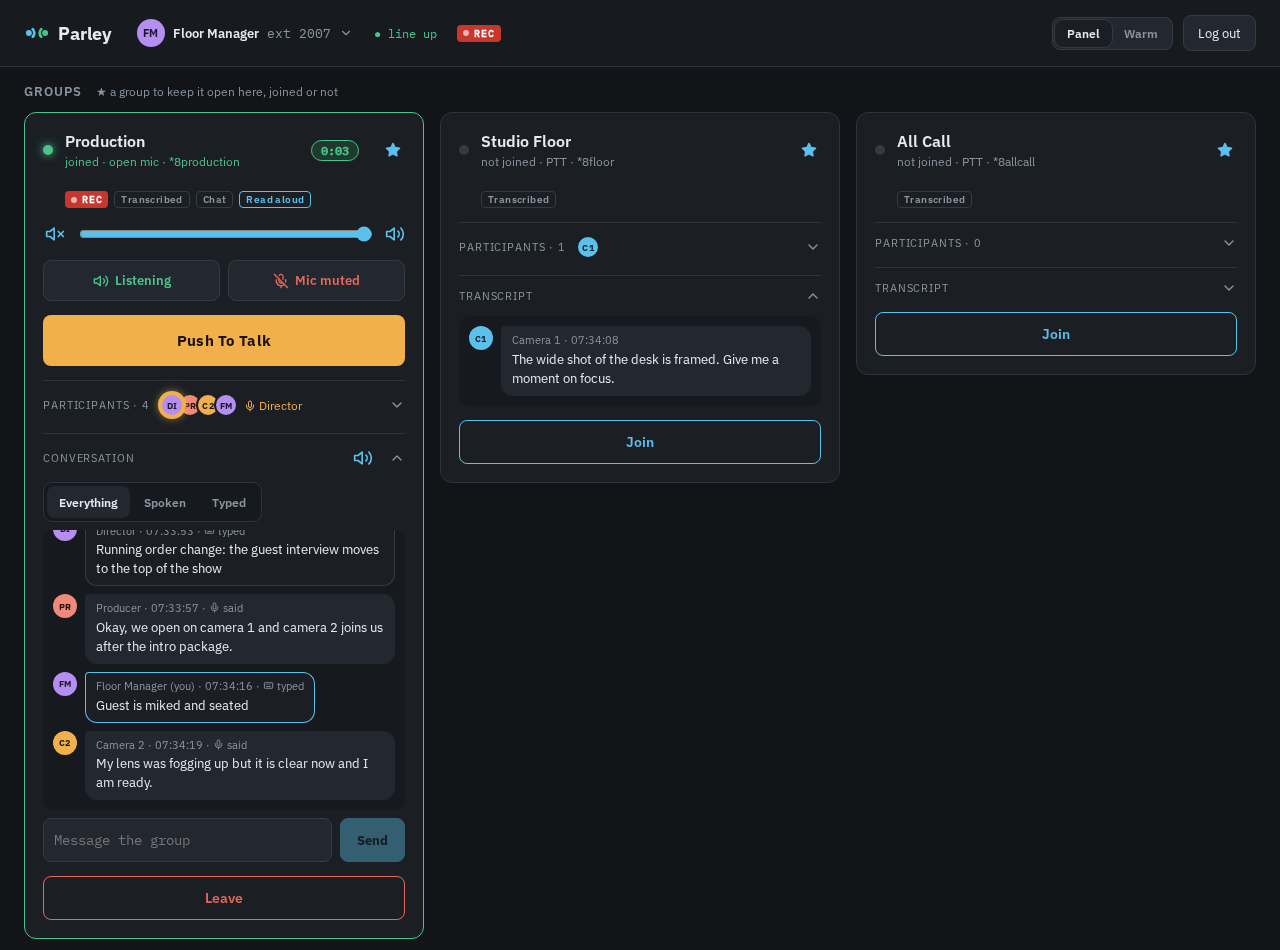 Parley
FM Floor Manager ext 2007
line up
REC
Panel
Warm
Log out
GROUPS ★ a group to keep it open here, joined or not
Production
joined · open mic · *8production
0:03
REC Transcribed Chat Read aloud
Listening
Mic muted
Push To Talk
PARTICIPANTS · 4 DI PR C2 FM Director
CONVERSATION
Everything Spoken Typed
Director · 07:33:53 · typed
Running order change: the guest interview moves
to the top of the show
PR
Producer · 07:33:57 · said
Okay, we open on camera 1 and camera 2 joins us
after the intro package.
FM
Floor Manager (you) · 07:34:16 · typed
Guest is miked and seated
C2
Camera 2 · 07:34:19 · said
My lens was fogging up but it is clear now and I
am ready.
Message the group
Send
Leave
Studio Floor
not joined · PTT · *8floor
Transcribed
PARTICIPANTS · 1 C1
TRANSCRIPT
C1
Camera 1 · 07:34:08
The wide shot of the desk is framed. Give me a
moment on focus.
Join
All Call
not joined · PTT · *8allcall
Transcribed
PARTICIPANTS · 0
TRANSCRIPT
Join